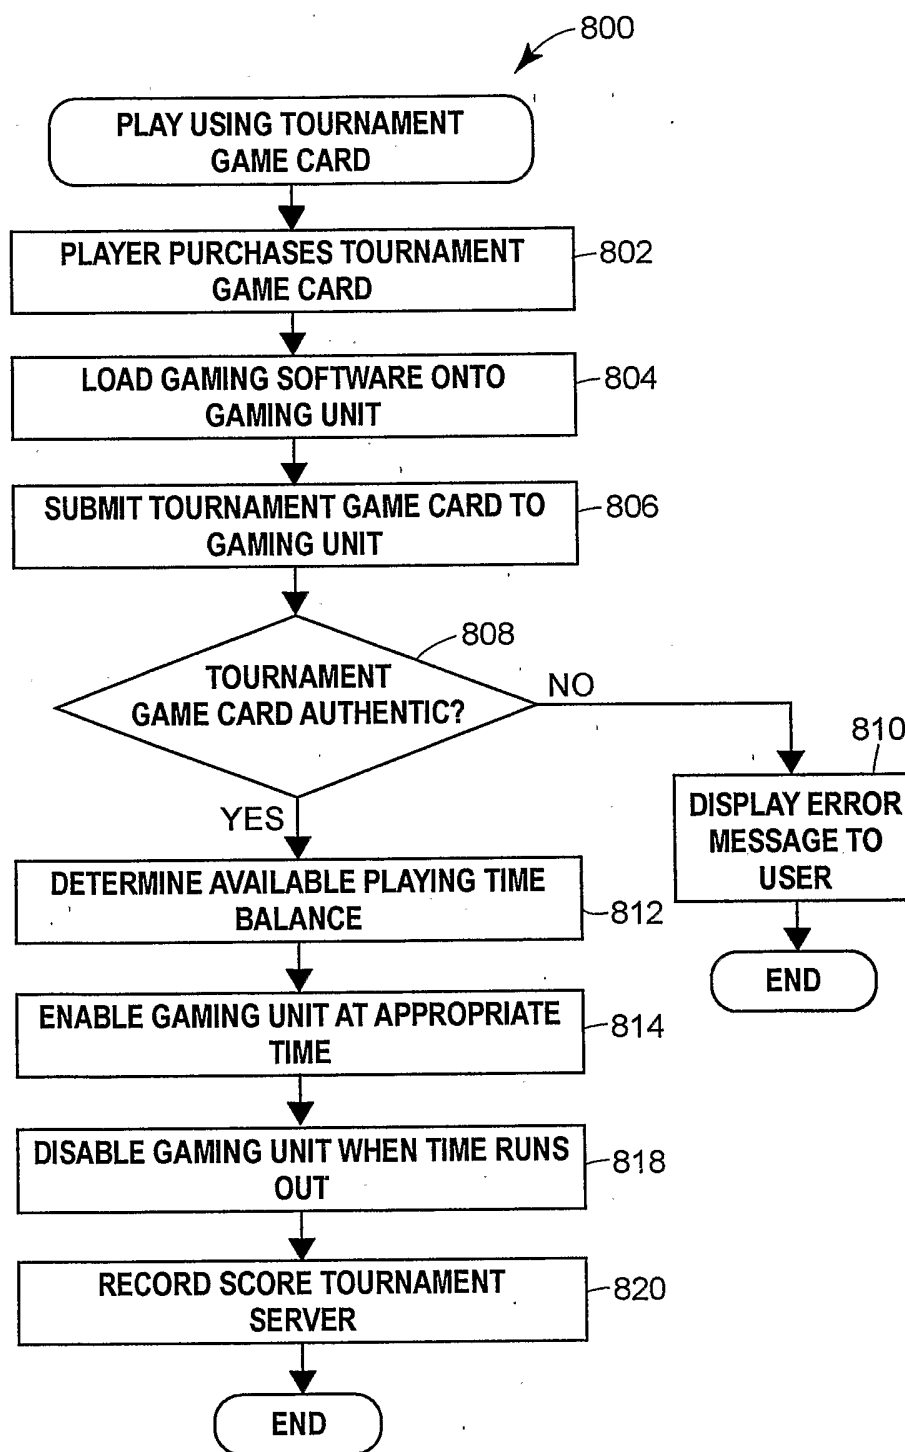 800
PLAY USING TOURNAMENT
GAME CARD
PLAYER PURCHASES TOURNAMENT
GAME CARD
802
LOAD GAMING SOFTWARE ONTO
GAMING UNIT
804
SUBMIT TOURNAMENT GAME CARD TO
GAMING UNIT
806
808
TOURNAMENT
GAME CARD AUTHENTIC?
NO
YES
810
DISPLAY ERROR
MESSAGE TO
USER
END
DETERMINE AVAILABLE PLAYING TIME
BALANCE
812
ENABLE GAMING UNIT AT APPROPRIATE
TIME
814
DISABLE GAMING UNIT WHEN TIME RUNS
OUT
818
RECORD SCORE TOURNAMENT
SERVER
820
END